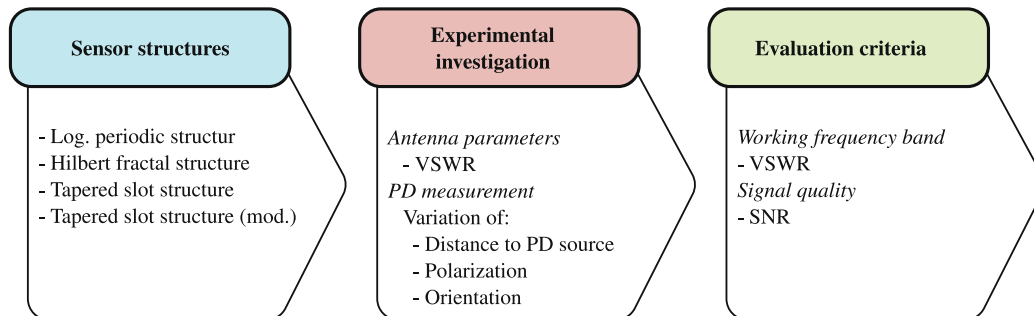 Sensor structures
- Log. periodic structur
- Hilbert fractal structure
- Tapered slot structure
- Tapered slot structure (mod.)
Experimental
investigation
Antenna parameters
- VSWR
PD measurement
Variation of:
- Distance to PD source
- Polarization
- Orientation
Evaluation criteria
Working frequency band
- VSWR
Signal quality
- SNR